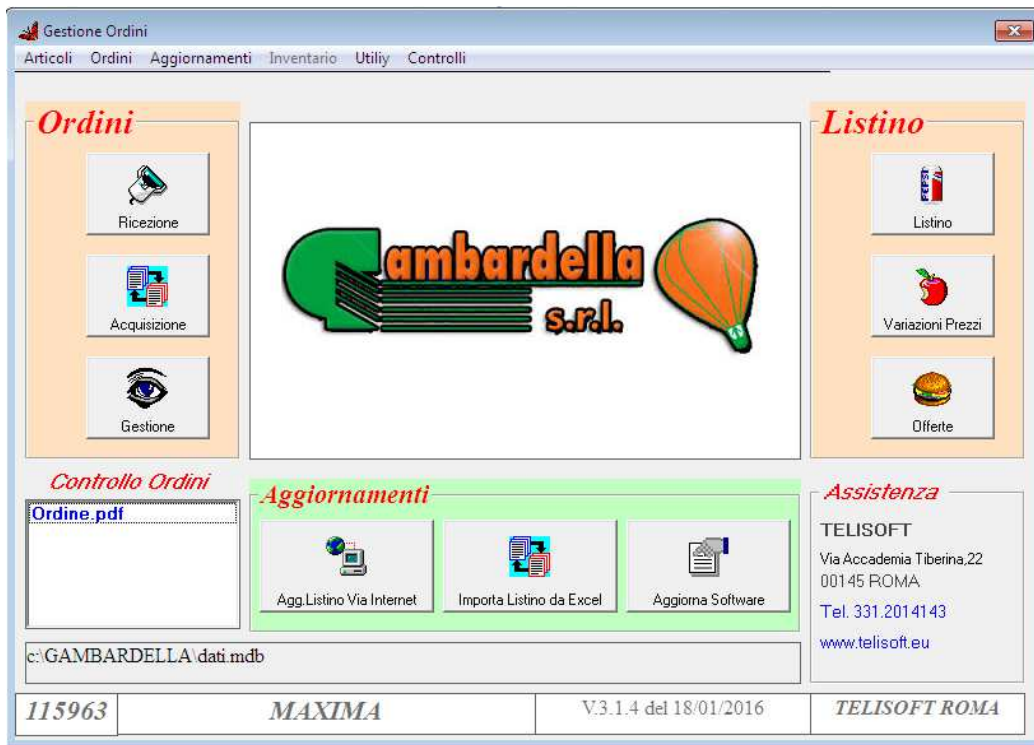 Gestione Ordini
Articoli Ordini Aggiornamenti Inventario Utiliy Controlli
Ordini
Ricezione
Acquisizione
Gestione
Gambardella
s.r.l.
Listino
PEPSI
Listino
Variazioni Prezzi
Offerte
Controllo Ordini
Ordine.pdf
Aggiornamenti
Agg.Listino Via Internet
Importa Listino da Excel
Aggiorna Software
Assistenza
TELISOFT
Via Accademia Tiberina,22
00145 ROMA
Tel. 331.2014143
www.telisoft.eu
c:\GAMBARDELLA\dati.mdb
115963
MAXIMA
V.3.1.4 del 18/01/2016
TELISOFT ROMA